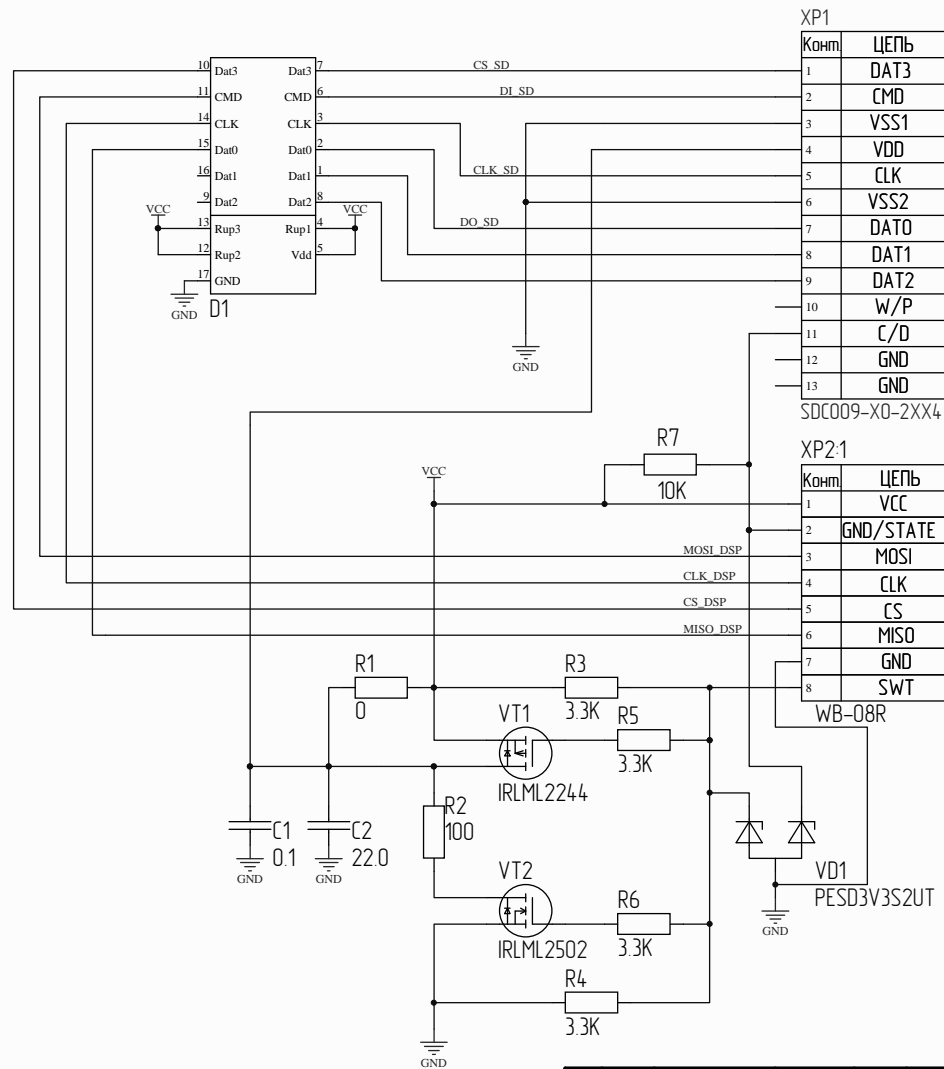 XP1
Конт. ЦЕПЬ
1 DAT3
2 CMD
3 VSS1
4 VDD
5 CLK
6 VSS2
7 DAT0
8 DAT1
9 DAT2
10 W/P
11 C/D
12 GND
13 GND
SDC009-X0-2XX4
10 Dat3 Dat3 7 CS_SD
11 CMD CMD 6 DI_SD
14 CLK CLK 3 CLK_SD
15 Dat0 Dat0 2 DO_SD
16 Dat1 Dat1 1
9 Dat2 Dat2 8
VCC 13 Rup3 Rup1 4 VCC
12 Rup2 Vdd 5
17 GND
GND D1
GND
XP2:1
Конт. ЦЕПЬ
1 VCC
2 GND/STATE
3 MOSI
4 CLK
5 CS
6 MISO
7 GND
8 SWT
WB-08R
R7
10K
VCC
MOSI_DSP
CLK_DSP
CS_DSP
MISO_DSP
R1
0
R3
3.3K
VT1
IRLML2244
R5
3.3K
R2
100
C1
0.1
GND
C2
22.0
GND
VT2
IRLML2502
R6
3.3K
R4
3.3K
GND
VD1
PESD3V3S2UT
GND